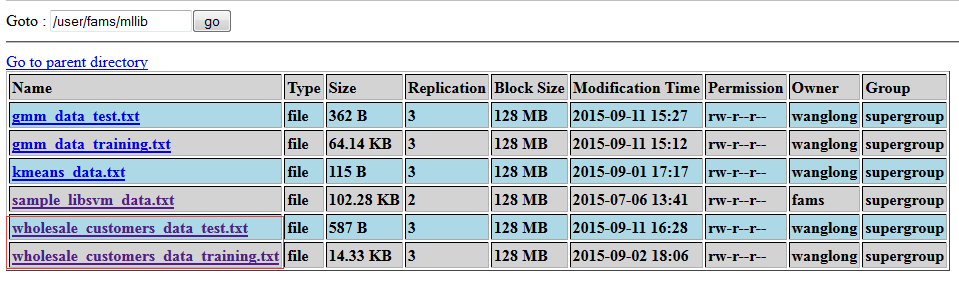 Goto : /user/fams/mllib go
Go to parent directory
Name Type Size Replication Block Size Modification Time Permission Owner Group
gmm_data_test.txt file 362 B 3 128 MB 2015-09-11 15:27 rw-r--r-- wanglong supergroup
gmm_data_training.txt file 64.14 KB 3 128 MB 2015-09-11 15:12 rw-r--r-- wanglong supergroup
kmeans_data.txt file 115 B 3 128 MB 2015-09-01 17:17 rw-r--r-- wanglong supergroup
sample_libsvm_data.txt file 102.28 KB 2 128 MB 2015-07-06 13:41 rw-r--r-- fams supergroup
wholesale_customers_data_test.txt file 587 B 3 128 MB 2015-09-11 16:28 rw-r--r-- wanglong supergroup
wholesale_customers_data_training.txt file 14.33 KB 3 128 MB 2015-09-02 18:06 rw-r--r-- wanglong supergroup